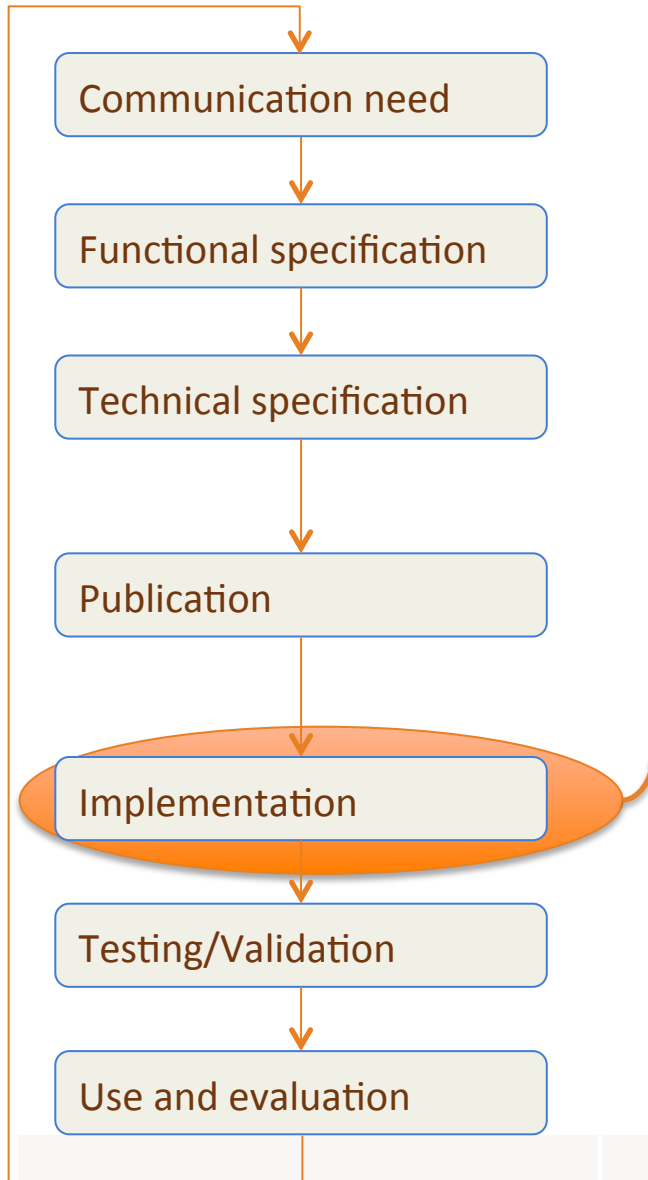 Communication need
Functional specification
Technical specification
Publication
Implementation
Testing/Validation
Use and evaluation